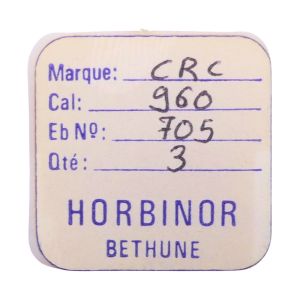 Marque: CRC
Cal: 960
Eb Nº: 705
Qté: 3
HORBINOR
BETHUNE